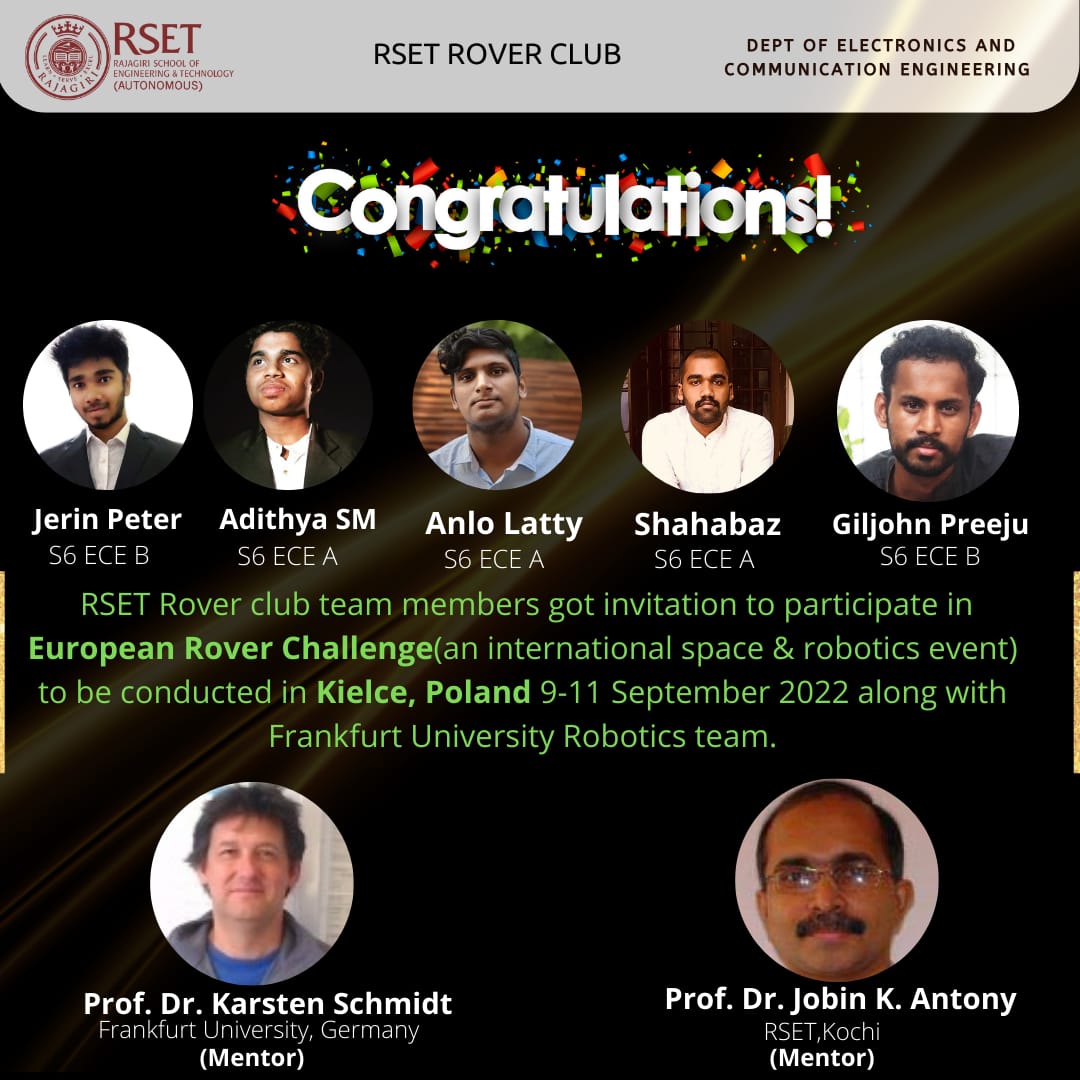 RSET
RAJAGIRI SCHOOL OF
ENGINEERING & TECHNOLOGY
(AUTONOMOUS)
RAJAGIRI
RSET ROVER CLUB
DEPT OF ELECTRONICS AND
COMMUNICATION ENGINEERING
Congratulations!
Jerin Peter
S6 ECE B
Adithya SM
S6 ECE A
Anlo Latty
S6 ECE A
Shahabaz
S6 ECE A
Giljohn Preeju
S6 ECE B
RSET Rover club team members got invitation to participate in
European Rover Challenge(an international space & robotics event)
to be conducted in Kielce, Poland 9-11 September 2022 along with
Frankfurt University Robotics team.
Prof. Dr. Karsten Schmidt
Frankfurt University, Germany
(Mentor)
Prof. Dr. Jobin K. Antony
RSET,Kochi
(Mentor)